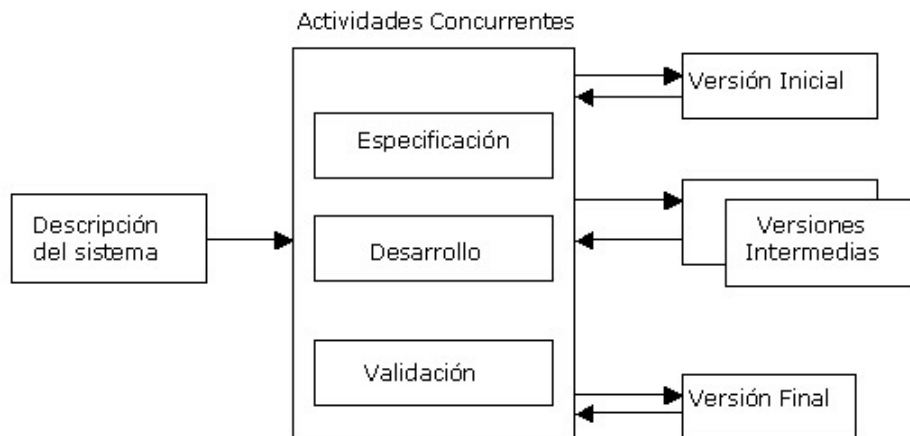 Actividades Concurrentes
Versión Inicial
Especificación
Descripción
del sistema
Desarrollo
Versiones
Intermedias
Validación
Versión Final